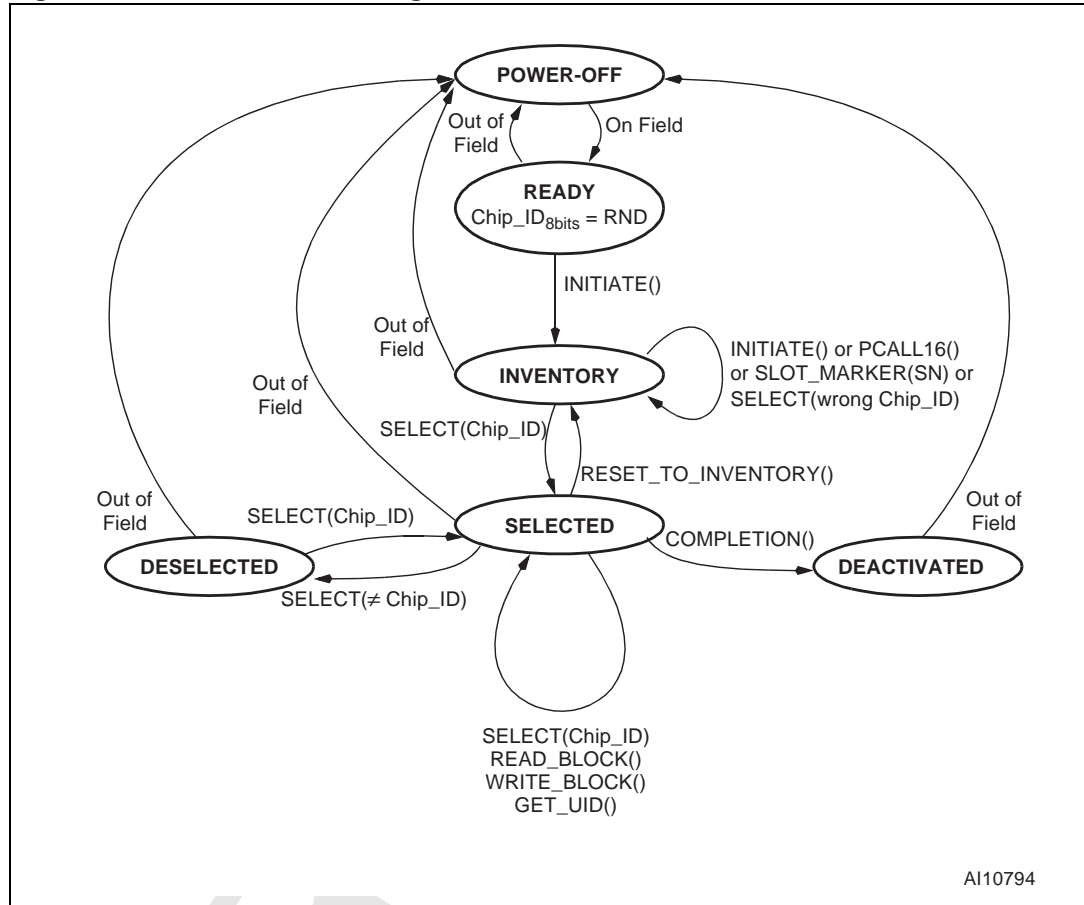 POWER-OFF
Out of
Field
On Field
READY
Chip_ID8bits = RND
INITIATE()
Out of
Field
INVENTORY
INITIATE() or PCALL16()
or SLOT_MARKER(SN) or
SELECT(wrong Chip_ID)
Out of
Field
SELECT(Chip_ID)
RESET_TO_INVENTORY()
Out of
Field
SELECT(Chip_ID)
SELECTED
COMPLETION()
Out of
Field
DESELECTED
DEACTIVATED
SELECT(≠ Chip_ID)
SELECT(Chip_ID)
READ_BLOCK()
WRITE_BLOCK()
GET_UID()
AI10794